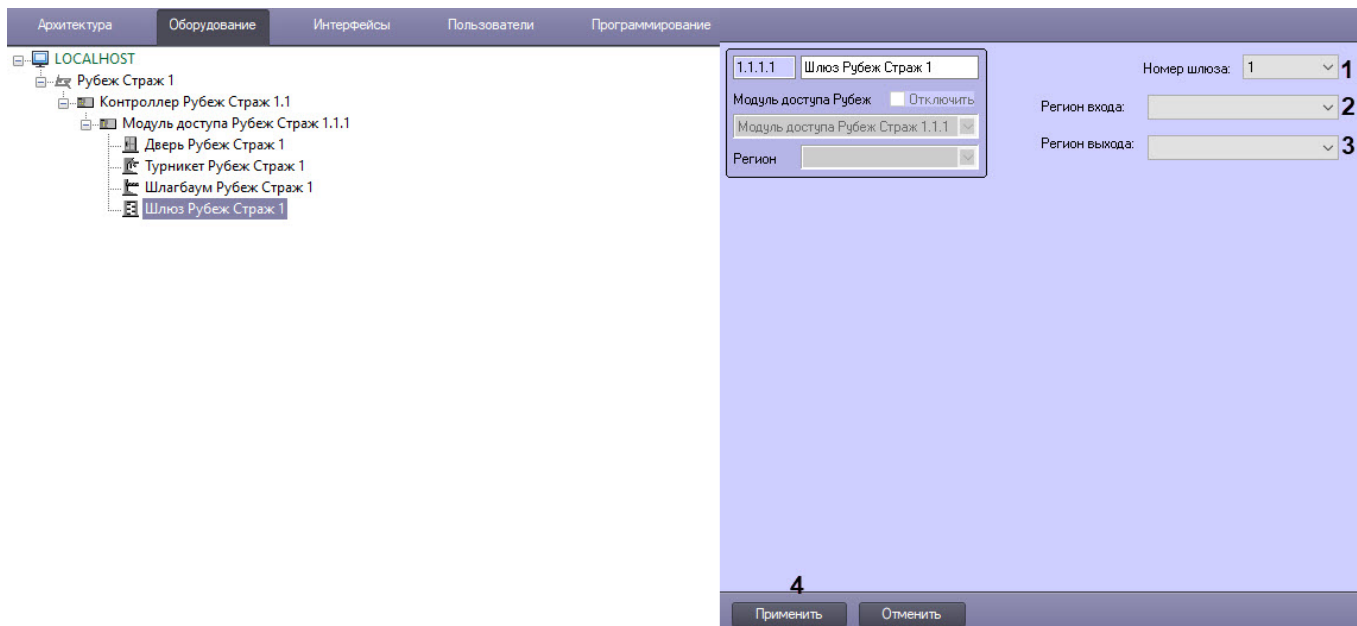 Архитектура Оборудование Интерфейсы Пользователи Программирование
LOCALHOST
Рубеж Страж 1
Контроллер Рубеж Страж 1.1
Модуль доступа Рубеж Страж 1.1.1
Дверь Рубеж Страж 1
Турникет Рубеж Страж 1
Шлагбаум Рубеж Страж 1
Шлюз Рубеж Страж 1
1.1.1.1 Шлюз Рубеж Страж 1
Модуль доступа Рубеж Отключить
Модуль доступа Рубеж Страж 1.1.1
Регион
Номер шлюза: 1 1
Регион входа: 2
Регион выхода: 3
4
Применить Отменить